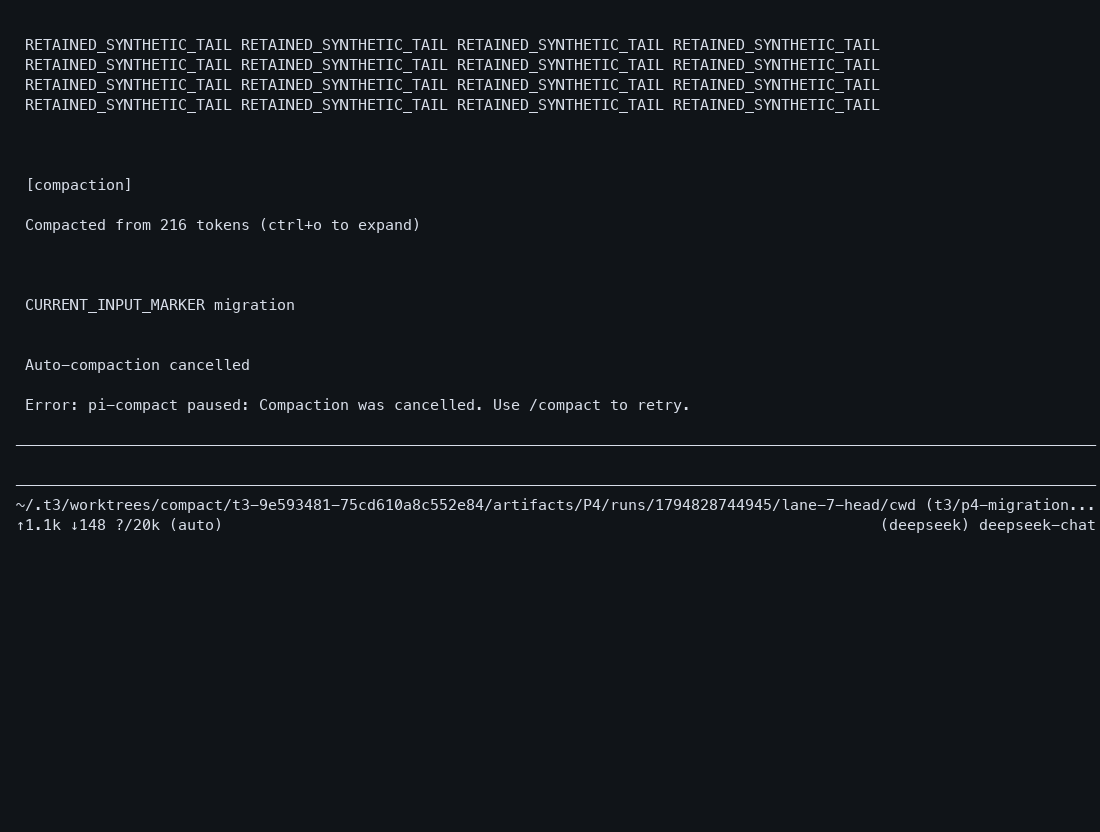 RETAINED_SYNTHETIC_TAIL RETAINED_SYNTHETIC_TAIL RETAINED_SYNTHETIC_TAIL RETAINED_SYNTHETIC_TAIL
RETAINED_SYNTHETIC_TAIL RETAINED_SYNTHETIC_TAIL RETAINED_SYNTHETIC_TAIL RETAINED_SYNTHETIC_TAIL
RETAINED_SYNTHETIC_TAIL RETAINED_SYNTHETIC_TAIL RETAINED_SYNTHETIC_TAIL RETAINED_SYNTHETIC_TAIL
RETAINED_SYNTHETIC_TAIL RETAINED_SYNTHETIC_TAIL RETAINED_SYNTHETIC_TAIL RETAINED_SYNTHETIC_TAIL
[compaction]
Compacted from 216 tokens (ctrl+o to expand)
CURRENT_INPUT_MARKER migration
Auto-compaction cancelled
Error: pi-compact paused: Compaction was cancelled. Use /compact to retry.
~/.t3/worktrees/compact/t3-9e593481-75cd610a8c552e84/artifacts/P4/runs/1794828744945/lane-7-head/cwd (t3/p4-migration...
↑1.1k ↓148 ?/20k (auto) (deepseek) deepseek-chat